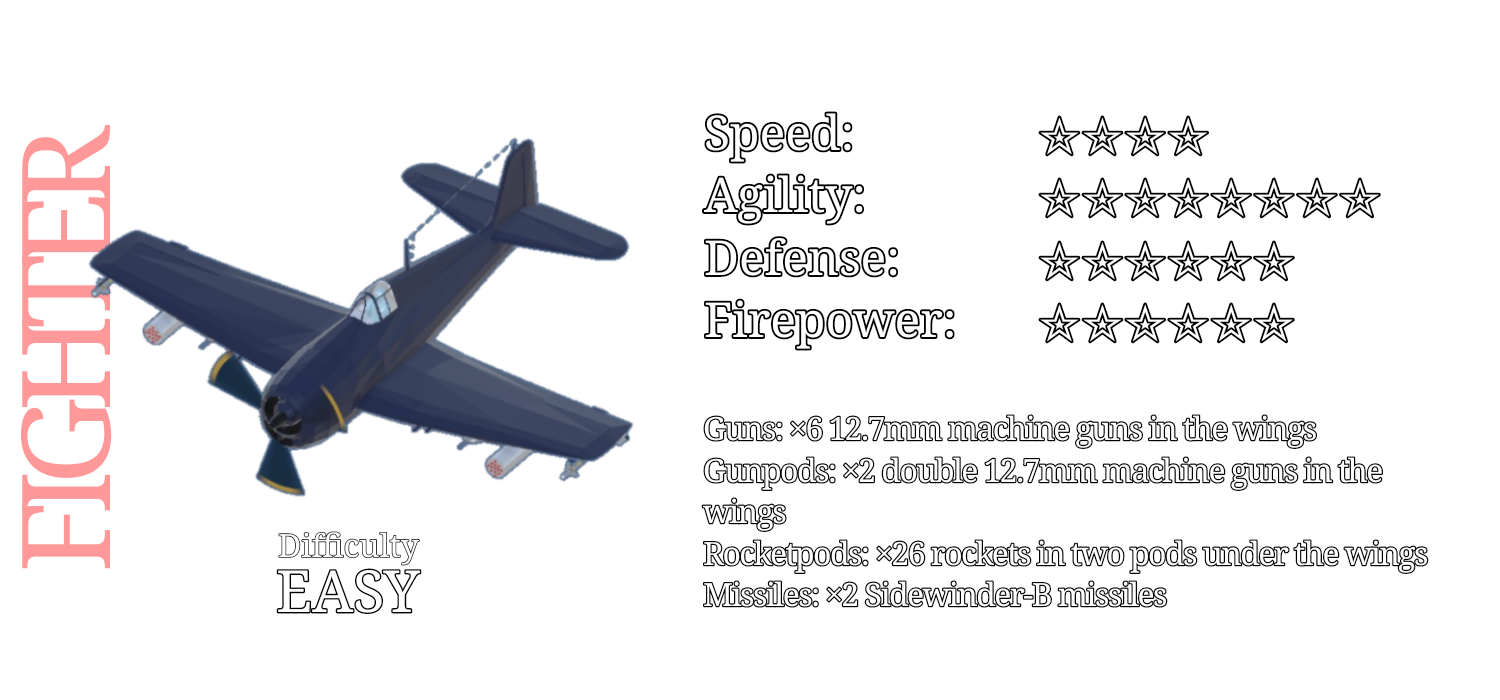 FIGHTER
Difficulty
EASY
Speed: ☆☆☆☆
Agility: ☆☆☆☆☆☆☆☆
Defense: ☆☆☆☆☆☆
Firepower: ☆☆☆☆☆☆
Guns: ×6 12.7mm machine guns in the wings
Gunpods: ×2 double 12.7mm machine guns in the
wings
Rocketpods: ×26 rockets in two pods under the wings
Missiles: ×2 Sidewinder-B missiles